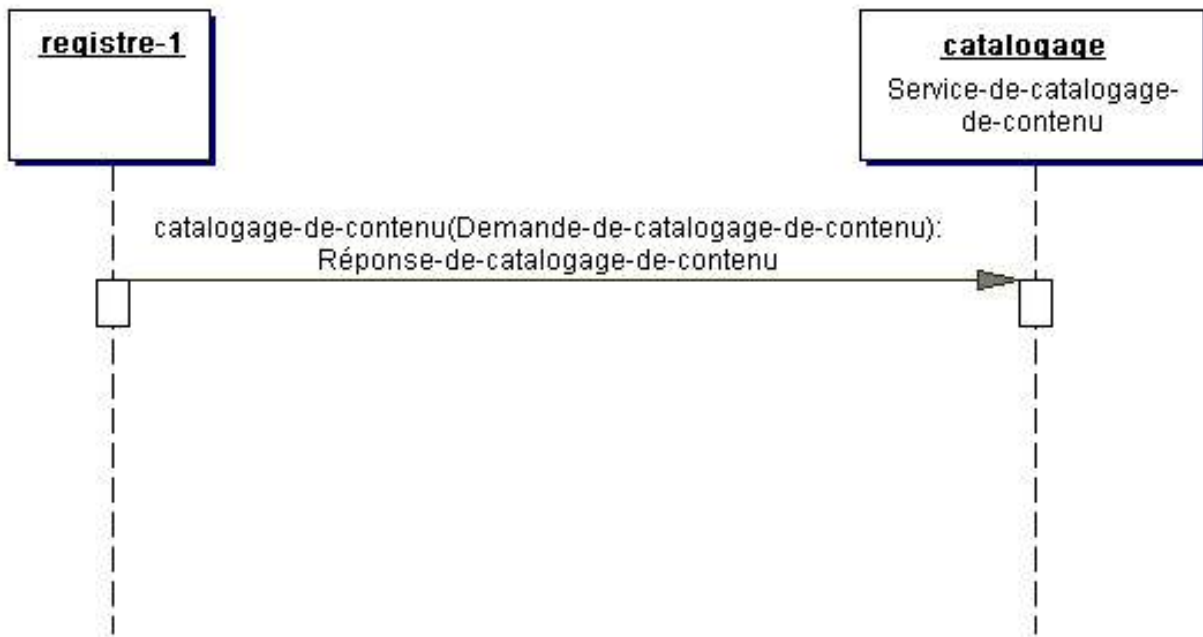 registre-1
catalogage
Service-de-catalogage-
de-contenu
catalogage-de-contenu(Demande-de-catalogage-de-contenu):
Réponse-de-catalogage-de-contenu